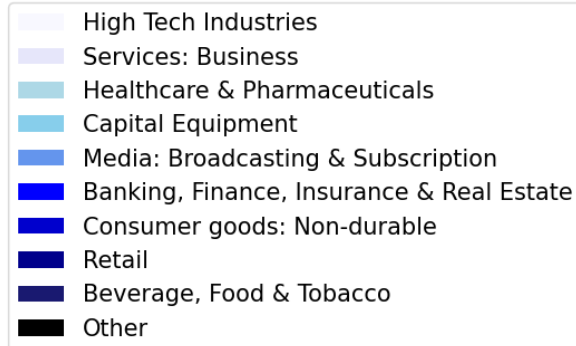 High Tech Industries
Services: Business
Healthcare & Pharmaceuticals
Capital Equipment
Media: Broadcasting & Subscription
Banking, Finance, Insurance & Real Estate
Consumer goods: Non-durable
Retail
Beverage, Food & Tobacco
Other